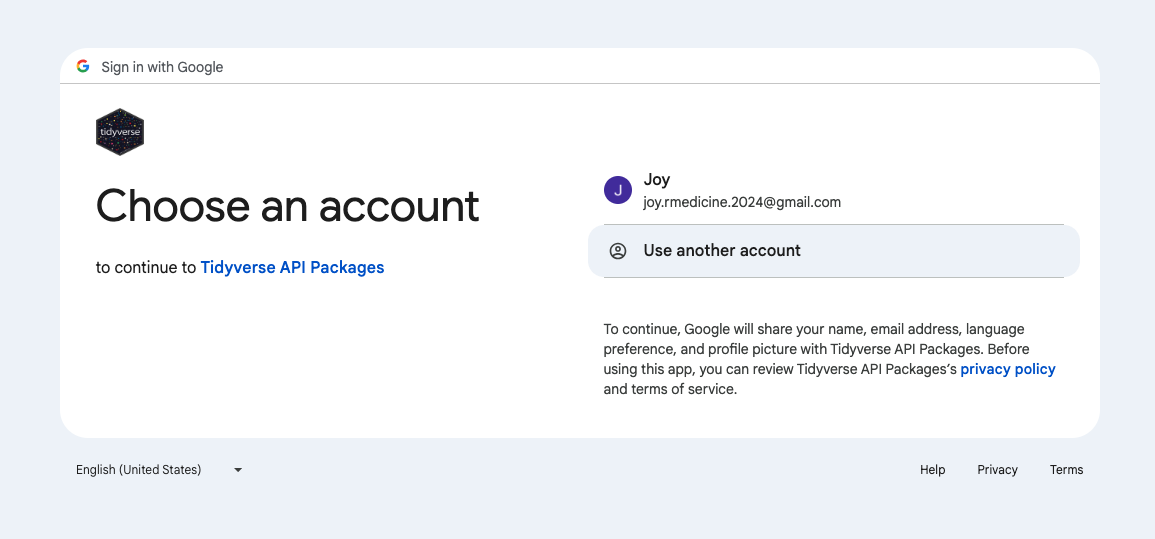 Sign in with Google
tidyverse
Choose an account
to continue to Tidyverse API Packages
J
Joy
joy.rmedicine.2024@gmail.com
Use another account
To continue, Google will share your name, email address, language
preference, and profile picture with Tidyverse API Packages. Before
using this app, you can review Tidyverse API Packages’s privacy policy
and terms of service.
English (United States)
Help Privacy Terms